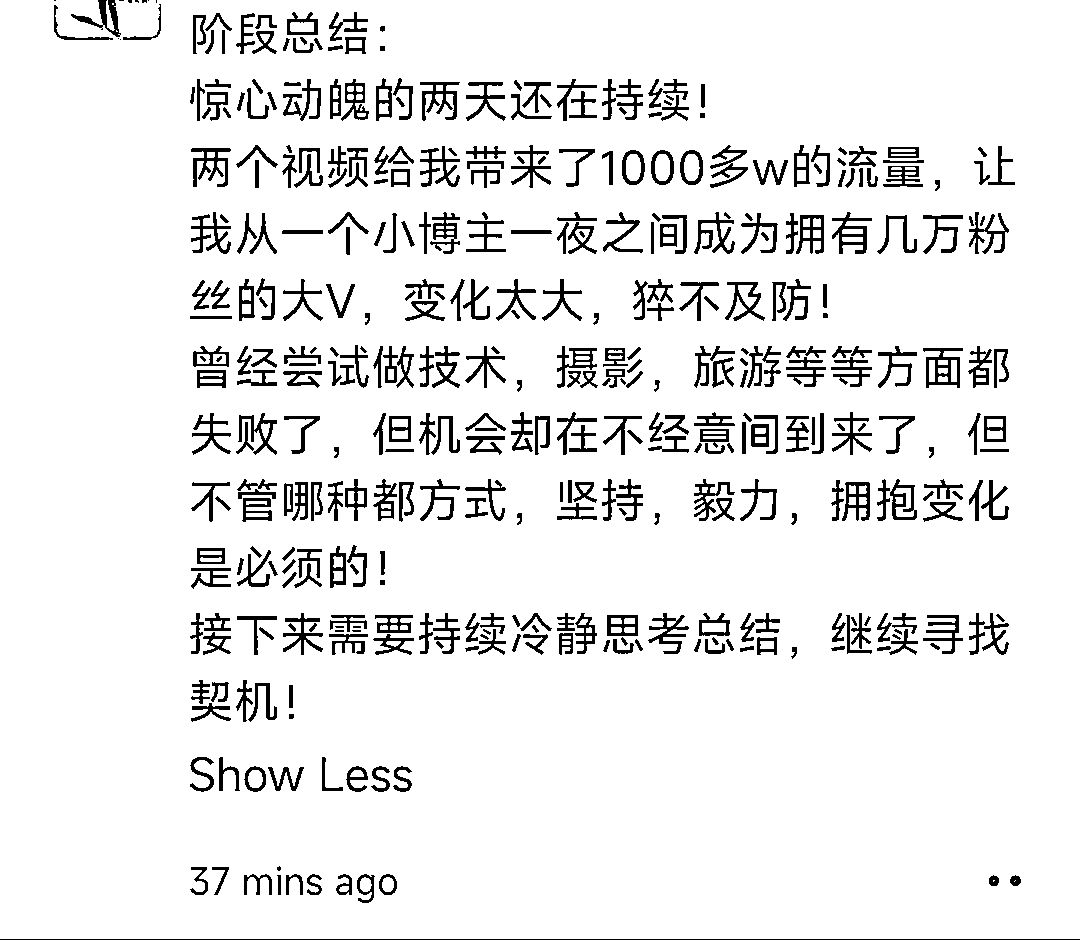 阶段总结：
惊心动魄的两天还在持续！
两个视频给我带来了1000多w的流量，让
我从一个小博主一夜之间成为拥有几万粉
丝的大V，变化太大，猝不及防！
曾经尝试做技术，摄影，旅游等等方面都
失败了，但机会却在不经意间到来了，但
不管哪种都方式，坚持，毅力，拥抱变化
是必须的！
接下来需要持续冷静思考总结，继续寻找
契机！
Show Less
37 mins ago